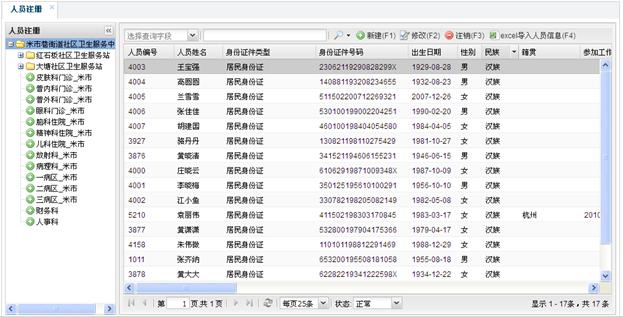 人员注册
人员注册
米市巷街道社区卫生服务中
红石板社区卫生服务站
大塘社区卫生服务站
皮肤科门诊_米市
普内科门诊_米市
普外科门诊_米市
眼科门诊_米市
脑科住院_米市
精神科住院_米市
儿科住院_米市
放射科_米市
病理科_米市
一病区_米市
二病区_米市
三病区_米市
财务科
人事科
选择查询字段 新建(F1) 修改(F2) 注销(F3) excel导入人员信息(F4)
人员编号 人员姓名 身份证件类型 身份证件号码 出生日期 性别 民族 籍贯 参加工作
4003 王宝强 居民身份证 23062119290828299X 1929-08-28 男 汉族
4004 高圆圆 居民身份证 140881193208234655 1932-08-23 男 汉族
4005 兰雪雪 居民身份证 511502200712269321 2007-12-26 女 汉族
4006 张佳佳 居民身份证 530100199002204251 1990-02-20 男 汉族
4007 胡建国 居民身份证 460100198404054580 1984-04-05 女 汉族
3927 骆丹丹 居民身份证 130821198110275429 1981-10-27 女 汉族
3876 黄晓涛 居民身份证 341521194606155231 1946-06-15 男 汉族
4000 庄晓云 居民身份证 61062919871009348X 1987-10-09 女 汉族
4001 李晓梅 居民身份证 350125195610100291 1956-10-10 男 汉族
4002 江小鱼 居民身份证 330782198205082149 1982-05-08 女 汉族
5210 袁丽伟 居民身份证 411502198303170845 1983-03-17 女 汉族 杭州 2010
3877 黄潇潇 居民身份证 532800197904175366 1979-04-17 女 汉族
4158 朱伟微 居民身份证 110101198812291469 1988-12-29 女 汉族
1011 张齐纳 居民身份证 653200195508181058 1955-08-18 男 汉族
3878 黄大大 居民身份证 62282219341222598X 1934-12-22 女 汉族
第 1 页,共 1 页 每页25条 状态: 正常 显示 1 - 17条，共 17 条